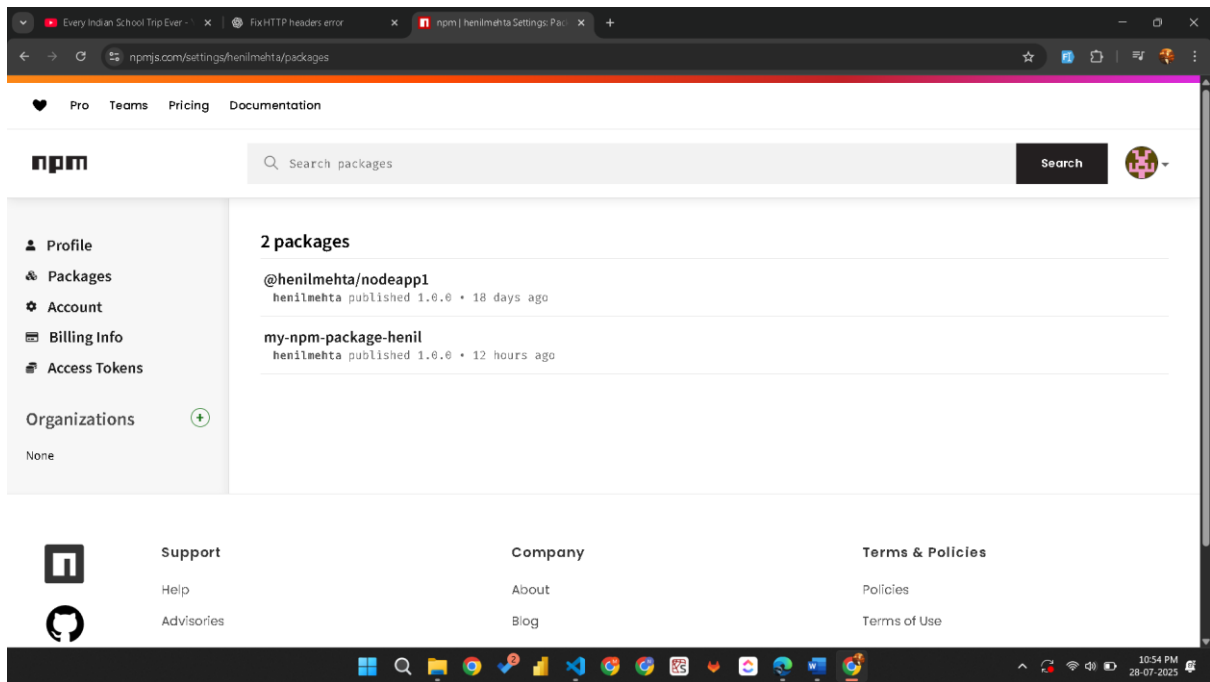 Every Indian School Trip Ever -
FixHTTP headers error
npm | henilmehta Settings: Pac
npmjs.com/settings/henilmehta/packages
Pro Teams Pricing Documentation
npm
Search packages
Search
Profile
Packages
Account
Billing Info
Access Tokens
Organizations
None
2 packages
@henilmehta/nodeapp1
henilmehta published 1.0.0 • 18 days ago
my-npm-package-henil
henilmehta published 1.0.0 • 12 hours ago
Support
Help
Advisories
Company
About
Blog
Terms & Policies
Policies
Terms of Use
2
10:54 PM
28-07-2025